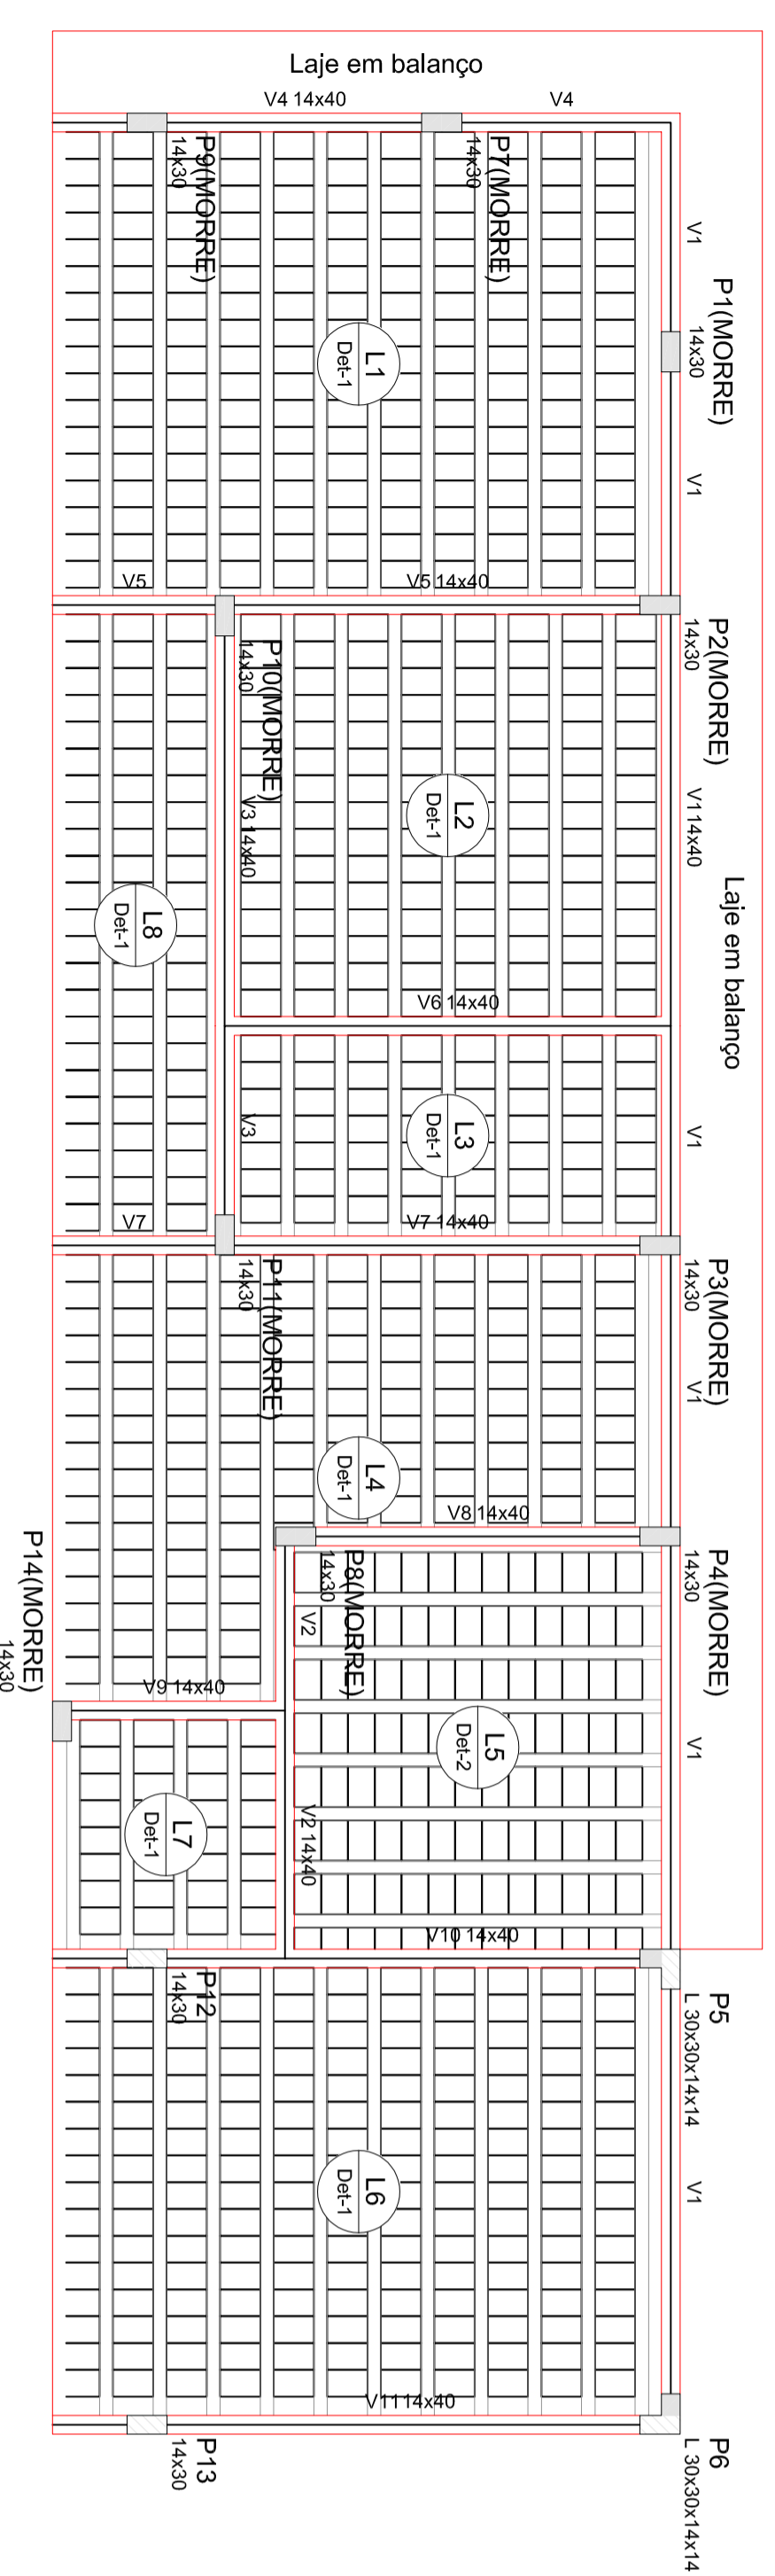 Laje em balanço
V4 14x40
V4
P9(MORRE)
14x30
P7(MORRE)
14x30
V1
P1(MORRE)
14x30
L1
Det-1
V1
V5
V5 14x40
P10(MORRE)
14x30
P2(MORRE)
14x30
L2
Det-1
V3 14x40
V1 14x40
Laje em balanço
L8
Det-1
V6 14x40
V3
L3
Det-1
V1
V7
V7 14x40
P11(MORRE)
14x30
P3(MORRE)
14x30
V1
L4
Det-1
V8 14x40
P14(MORRE)
14x30
P8(MORRE)
14x30
P4(MORRE)
14x30
V2
V9 14x40
L5
Det-2
V1
L7
Det-1
V2 14x40
V10 14x40
P12
14x30
P5
L 30x30x14x14
L6
Det-1
V1
V11 14x40
P13
14x30
P6
L 30x30x14x14